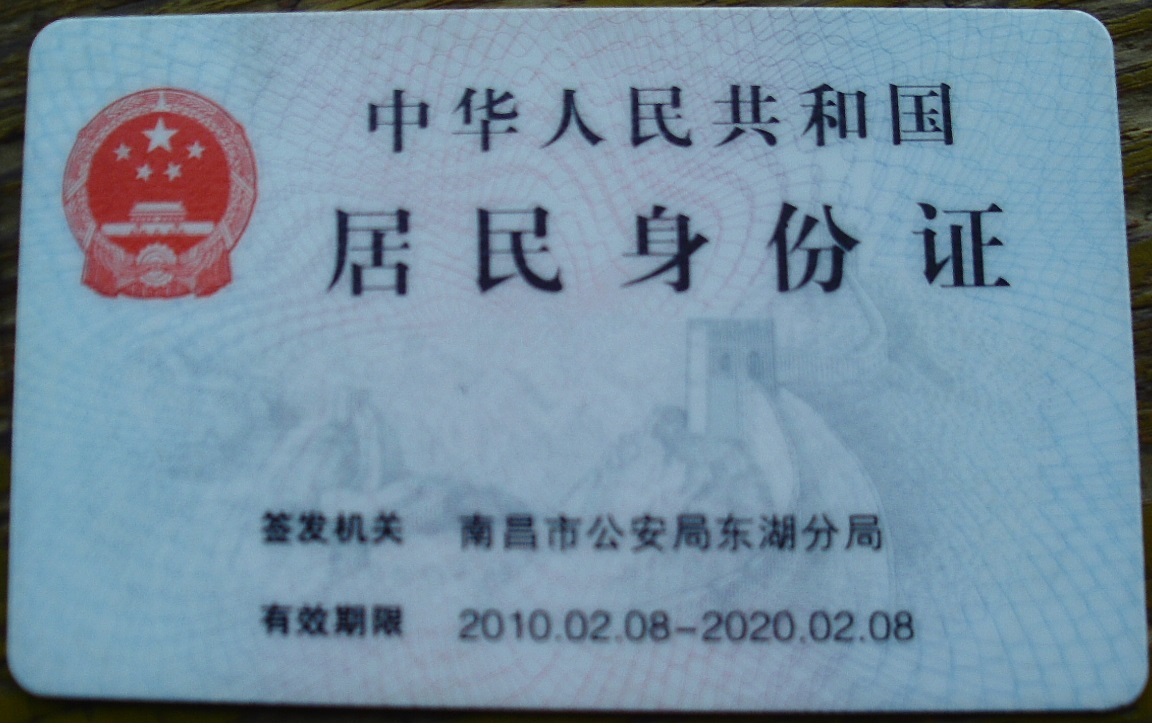 中华人民共和国
居民身份证
签发机关 南昌市公安局东湖分局
有效期限 2010.02.08-2020.02.08